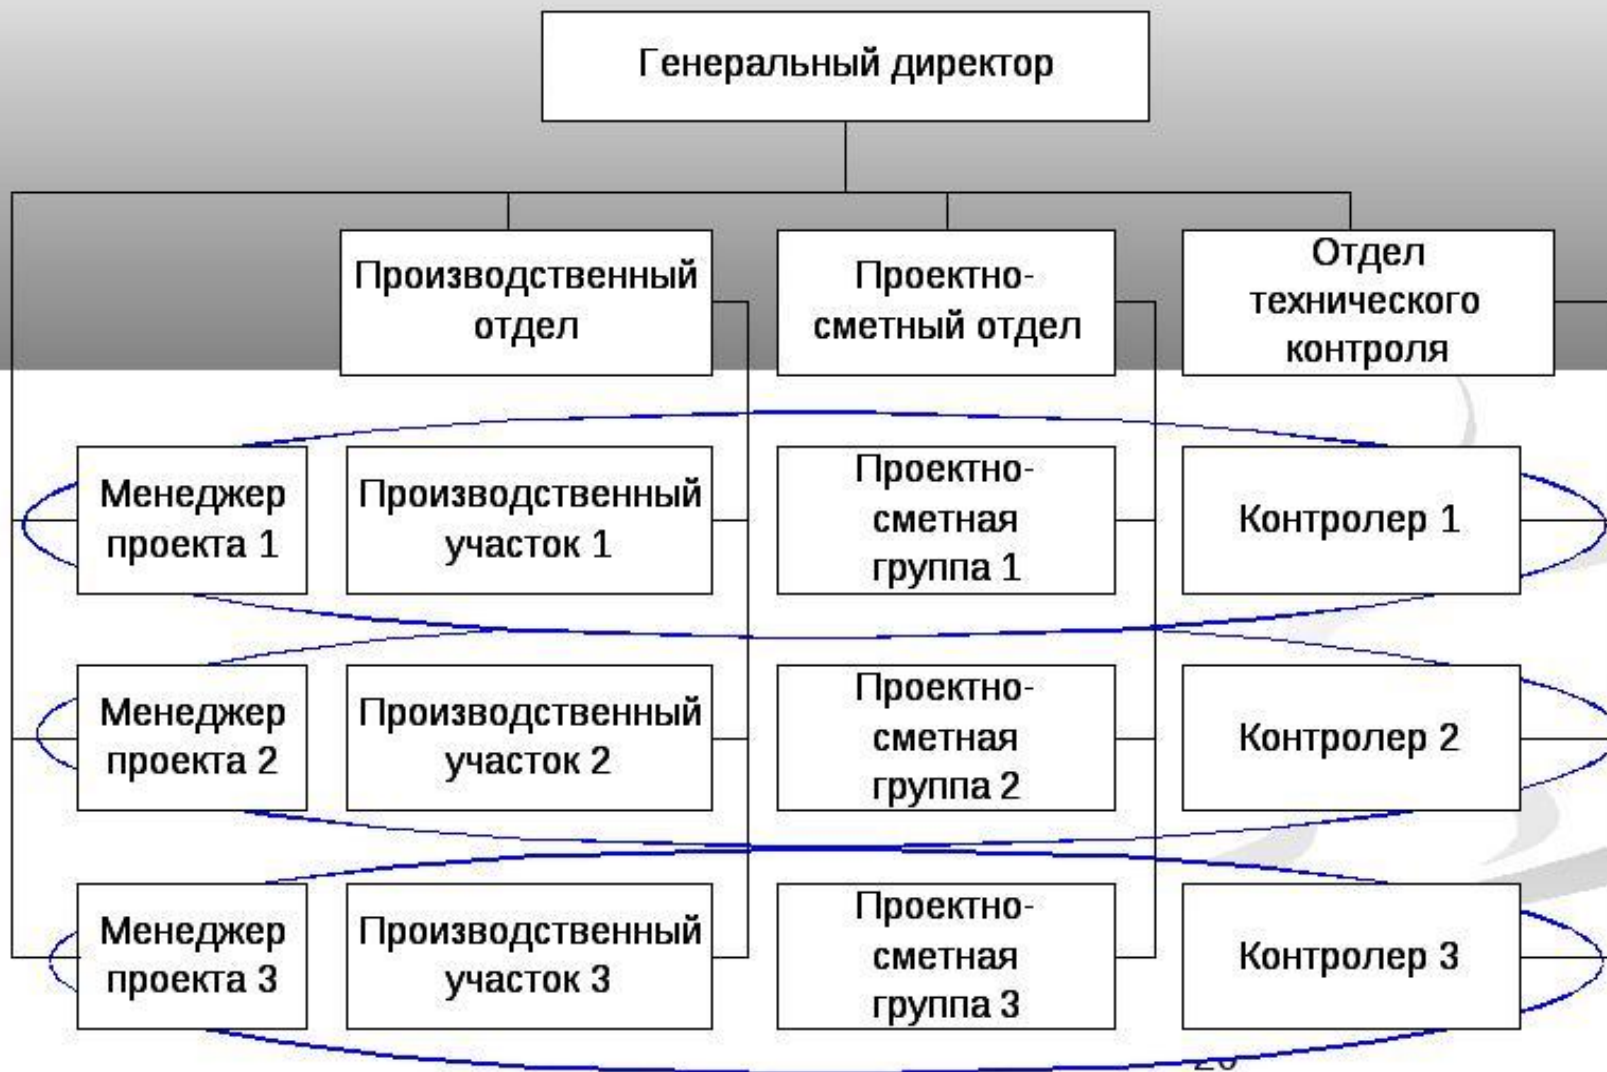 Генеральный директор
Производственный
отдел
Проектно-
сметный отдел
Отдел
технического
контроля
Менеджер
проекта 1
Производственный
участок 1
Проектно-
сметная
группа 1
Контролер 1
Менеджер
проекта 2
Производственный
участок 2
Проектно-
сметная
группа 2
Контролер 2
Менеджер
проекта 3
Производственный
участок 3
Проектно-
сметная
группа 3
Контролер 3